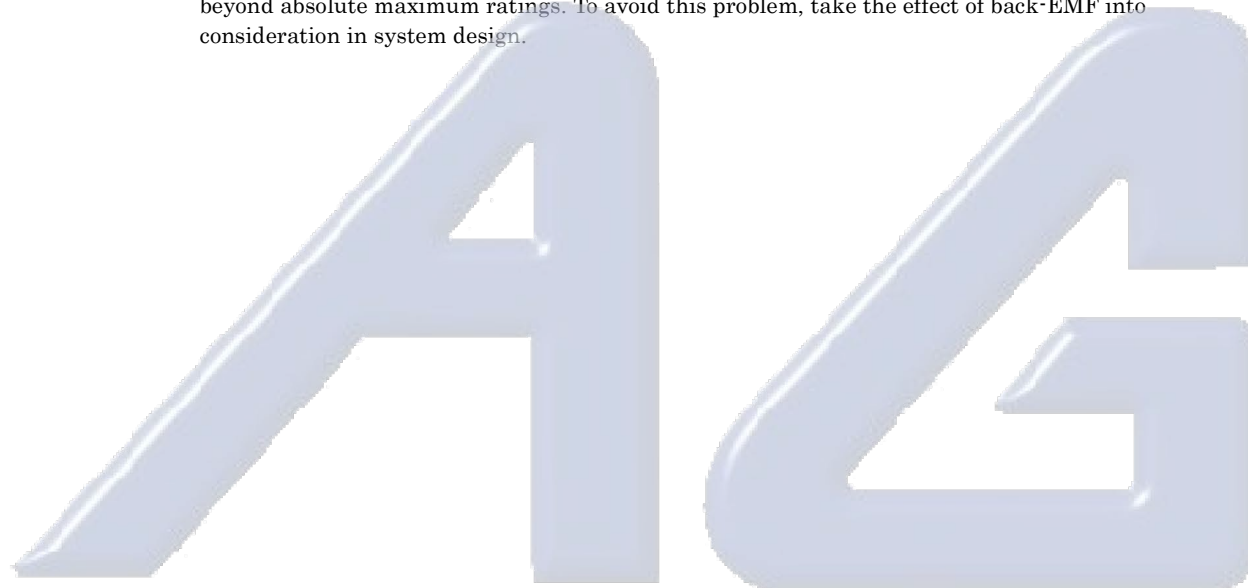 beyond absolute maximum ratings. To avoid this problem, take the effect of back-EMF into
consideration in system design.
AG